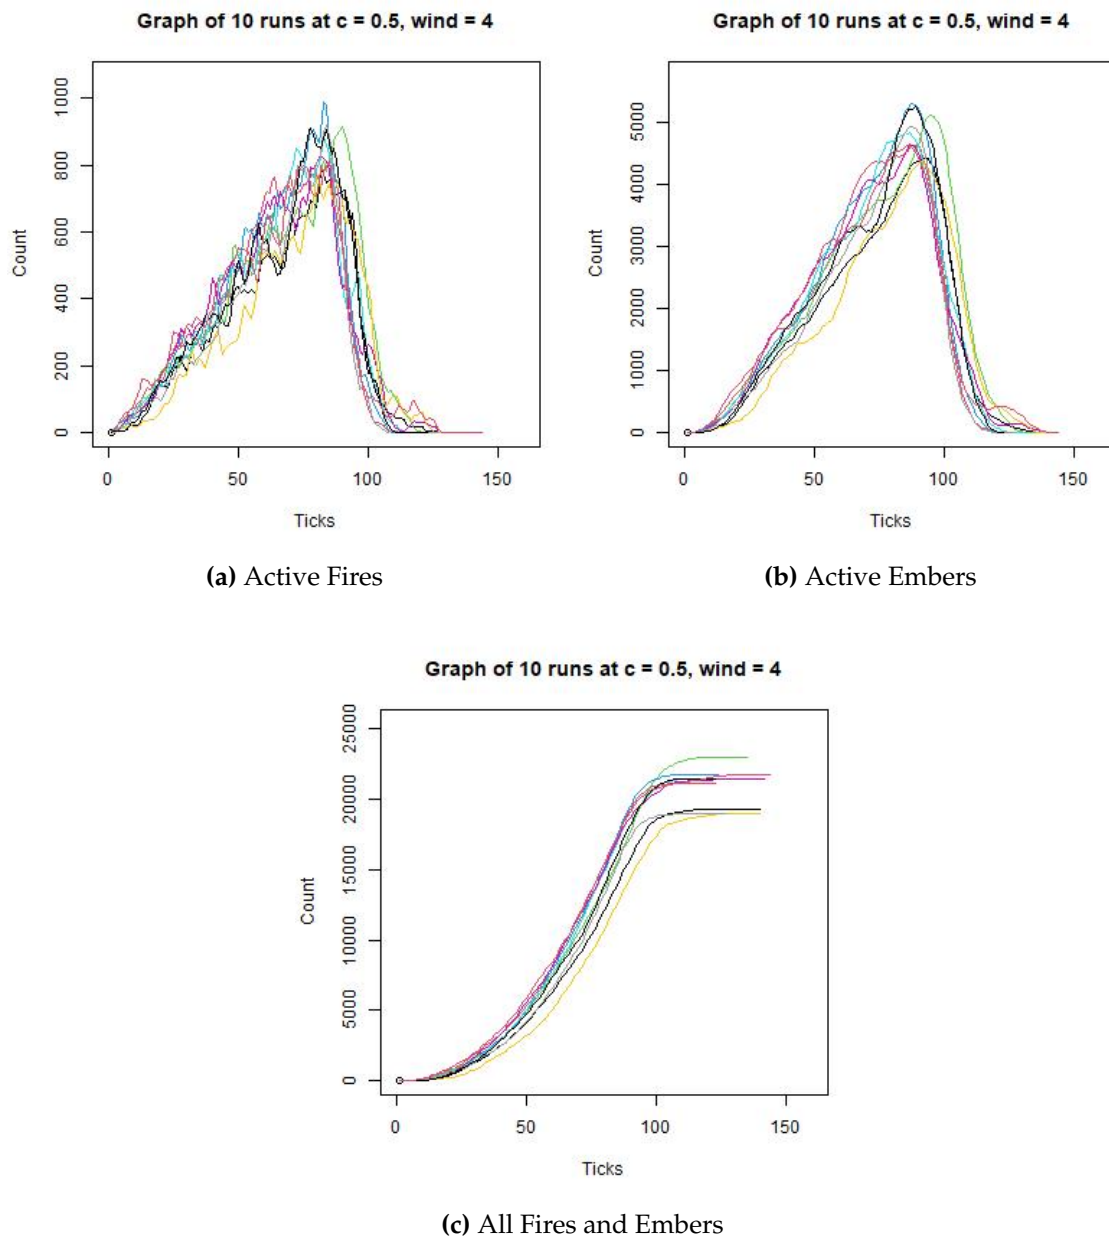 Graph of 10 runs at c = 0.5, wind = 4
Count
0
200
400
600
800
1000
0 50 100 150
Ticks
(a) Active Fires
Graph of 10 runs at c = 0.5, wind = 4
Count
0
1000
2000
3000
4000
5000
0 50 100 150
Ticks
(b) Active Embers
Graph of 10 runs at c = 0.5, wind = 4
Count
0
5000
10000
15000
20000
25000
0 50 100 150
Ticks
(c) All Fires and Embers